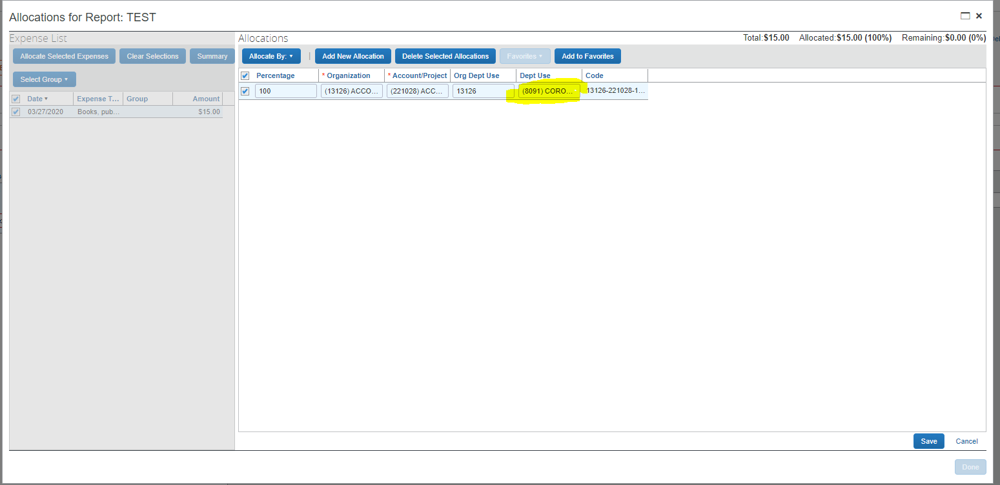 Allocations for Report: TEST
Expense List
Allocate Selected Expenses Clear Selections Summary
Select Group
Date Expense T... Group Amount
03/27/2020 Books, pub... $15.00
Allocations Total:$15.00 Allocated:$15.00 (100%) Remaining:$0.00 (0%)
Allocate By: | Add New Allocation Delete Selected Allocations Favorites Add to Favorites
Percentage * Organization * Account/Project Org Dept Use Dept Use Code
100 (13126) ACCO... (221028) ACC... 13126 (8091) CORO... 13126-221028-1...
Save Cancel
Done